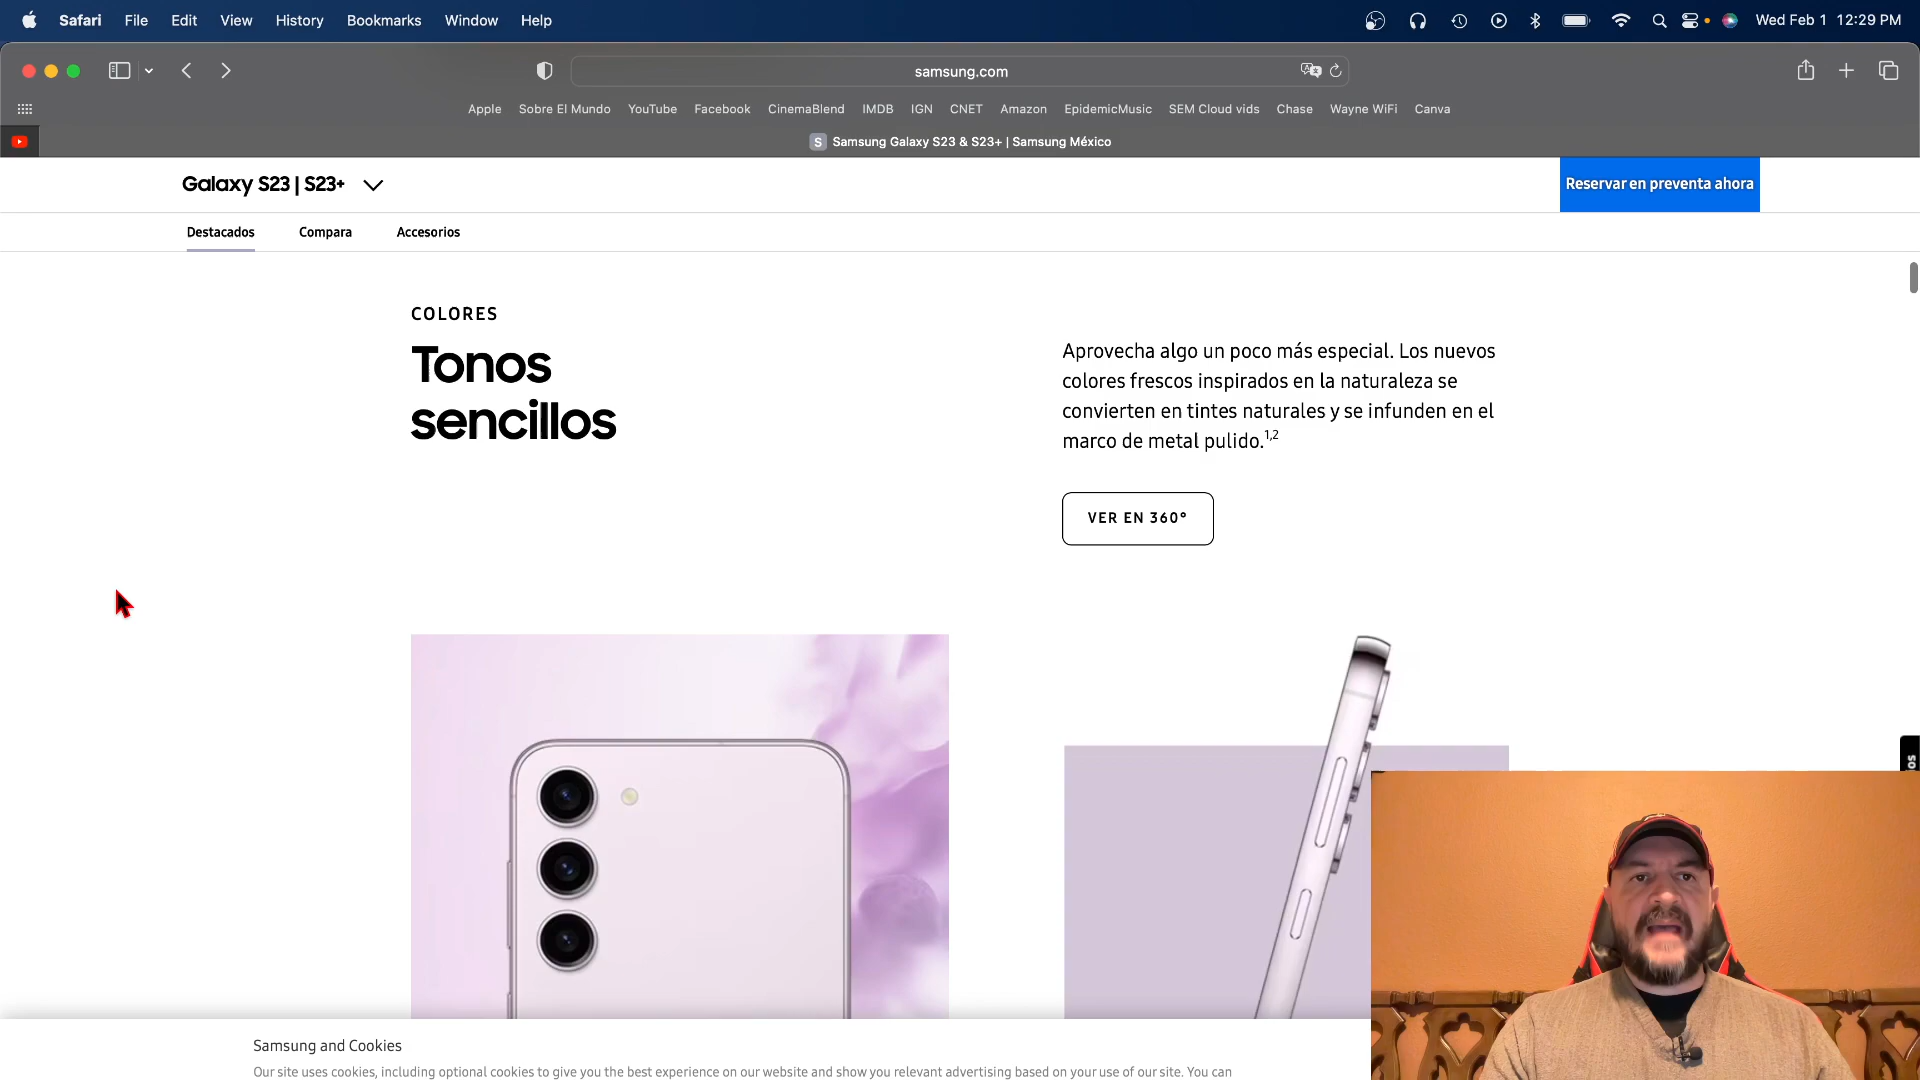 Safari File Edit View History Bookmarks Window Help Wed Feb 1 12:29 PM
samsung.com
Apple Sobre El Mundo YouTube Facebook CinemaBlend IMDB IGN CNET Amazon EpidemicMusic SEM Cloud vids Chase Wayne WiFi Canva
S Samsung Galaxy S23 & S23+ | Samsung México
Galaxy S23 | S23+ Reservar en preventa ahora
Destacados Compara Accesorios
COLORES
Tonos
sencillos
Aprovecha algo un poco más especial. Los nuevos
colores frescos inspirados en la naturaleza se
convierten en tintes naturales y se infunden en el
marco de metal pulido.1,2
VER EN 360°
Samsung and Cookies
Our site uses cookies, including optional cookies to give you the best experience on our website and show you relevant advertising based on your use of our site. You can